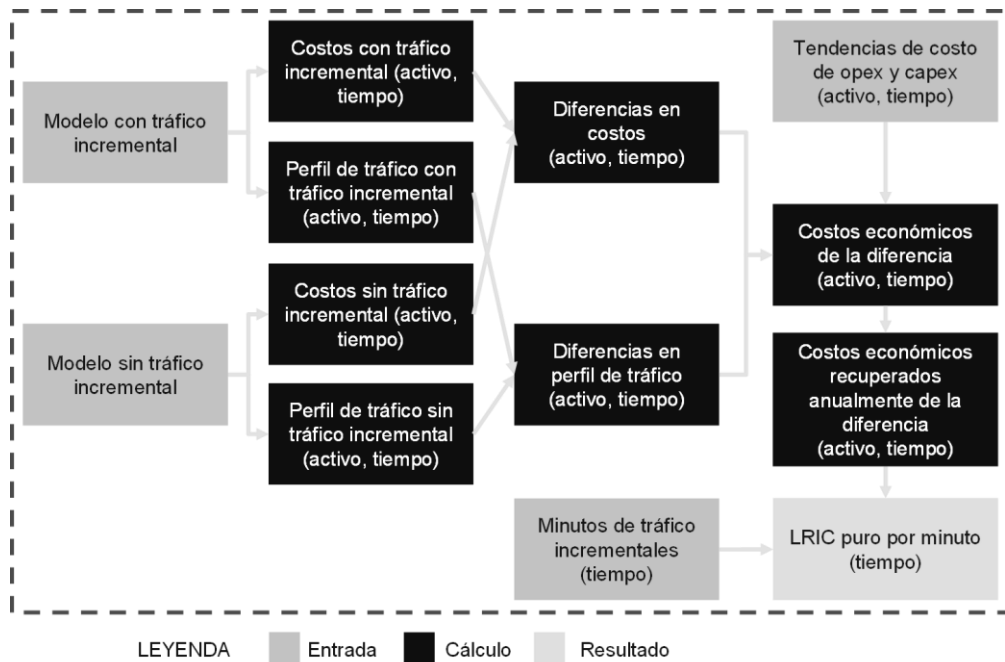 Modelo con tráfico
incremental
Modelo sin tráfico
incremental
Costos con tráfico
incremental (activo,
tiempo)
Perfil de tráfico con
tráfico incremental
(activo, tiempo)
Costos sin tráfico
incremental (activo,
tiempo)
Perfil de tráfico sin
tráfico incremental
(activo, tiempo)
Diferencias en
costos
(activo, tiempo)
Diferencias en
perfil de tráfico
(activo, tiempo)
Minutos de tráfico
incrementales
(tiempo)
Tendencias de costo
de opex y capex
(activo, tiempo)
Costos económicos
de la diferencia
(activo, tiempo)
Costos económicos
recuperados
anualmente de la
diferencia
(activo, tiempo)
LRIC puro por minuto
(tiempo)
LEYENDA
Entrada
Cálculo
Resultado